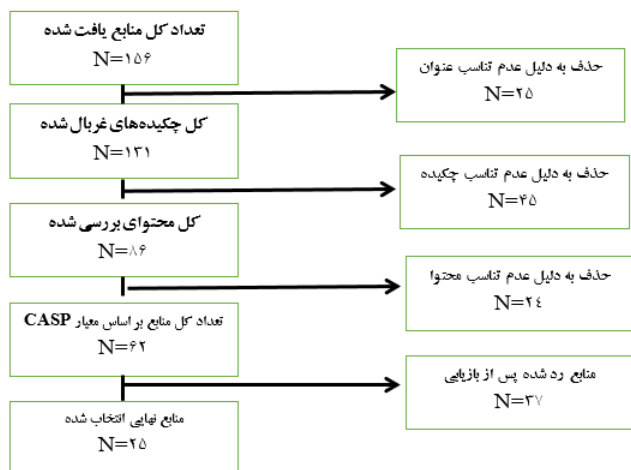 تعداد کل منابع یافت شده
N=۱۵۶
حذف به دلیل عدم تناسب عنوان
N=۲۵
کل چکیده‌های غربال شده
N=۱۳۱
حذف به دلیل عدم تناسب چکیده
N=۴۵
کل محتوای بررسی شده
N=۸۶
حذف به دلیل عدم تناسب محتوا
N=۲٤
تعداد کل منابع بر اساس معیار CASP
N=۶۲
منابع رد شده پس از بازیابی
N=۳۷
منابع نهایی انتخاب شده
N=۲۵